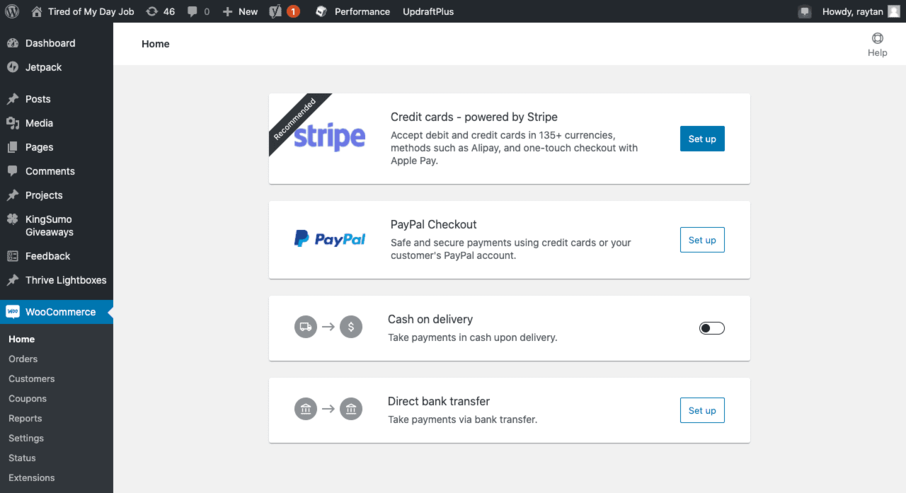 Tired of My Day Job 46 0 + New 1 Performance UpdraftPlus Howdy, raytan
Dashboard
Jetpack
Posts
Media
Pages
Comments
Projects
KingSumo
Giveaways
Feedback
Thrive Lightboxes
WooCommerce
Home
Orders
Customers
Coupons
Reports
Settings
Status
Extensions
Home
Help
Recommended
stripe
Credit cards - powered by Stripe
Accept debit and credit cards in 135+ currencies,
methods such as Alipay, and one-touch checkout with
Apple Pay.
Set up
PayPal
PayPal Checkout
Safe and secure payments using credit cards or your
customer's PayPal account.
Set up
$
Cash on delivery
Take payments in cash upon delivery.
Direct bank transfer
Take payments via bank transfer.
Set up